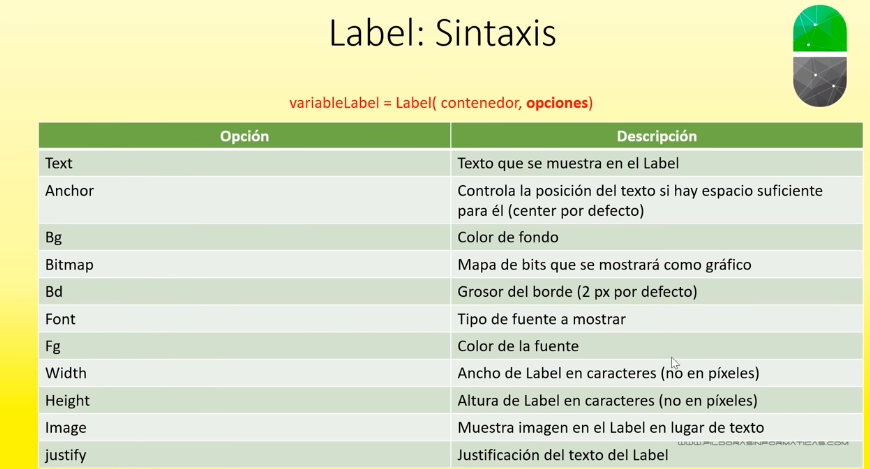 Label: Sintaxis
variableLabel = Label( contenedor, opciones)
Opción Descripción
Text Texto que se muestra en el Label
Anchor Controla la posición del texto si hay espacio suficiente
para él (center por defecto)
Bg Color de fondo
Bitmap Mapa de bits que se mostrará como gráfico
Bd Grosor del borde (2 px por defecto)
Font Tipo de fuente a mostrar
Fg Color de la fuente
Width Ancho de Label en caracteres (no en píxeles)
Height Altura de Label en caracteres (no en píxeles)
Image Muestra imagen en el Label en lugar de texto
WWW.PILDORASINFORMATICAS.COM
justify Justificación del texto del Label